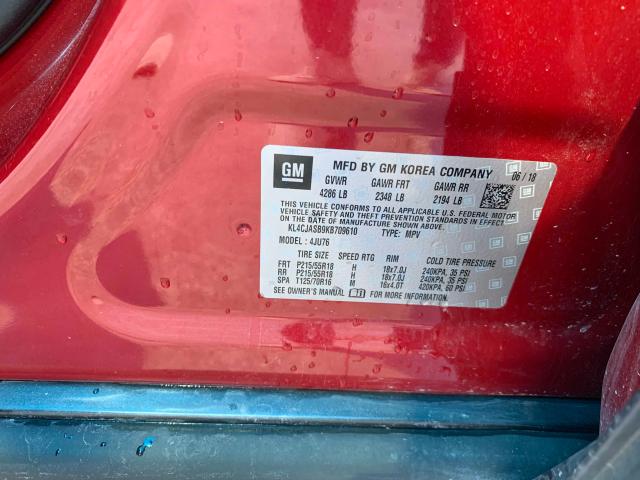 GM MFD BY GM KOREA COMPANY
GVWR GAWR FRT GAWR RR 06 / 18
4286 LB 2348 LB 2194 LB
THIS VEHICLE CONFORMS TO ALL APPLICABLE U.S. FEDERAL MOTOR
VEHICLE SAFETY AND THEFT PREVENTION STANDARDS IN EFFECT
ON THE DATE OF MANUFACTURE SHOWN ABOVE.
KL4CJASB9KB709610 TYPE: MPV
MODEL : 4JU76
TIRE SIZE SPEED RTG RIM COLD TIRE PRESSURE
FRT P215/55R18 H 18x7.0J 240KPA, 35 PSI
RR P215/55R18 H 18x7.0J 240KPA, 35 PSI
SPA T125/70R16 M 16x4.0T 420KPA, 60 PSI
SEE OWNER'S MANUAL FOR MORE INFORMATION.